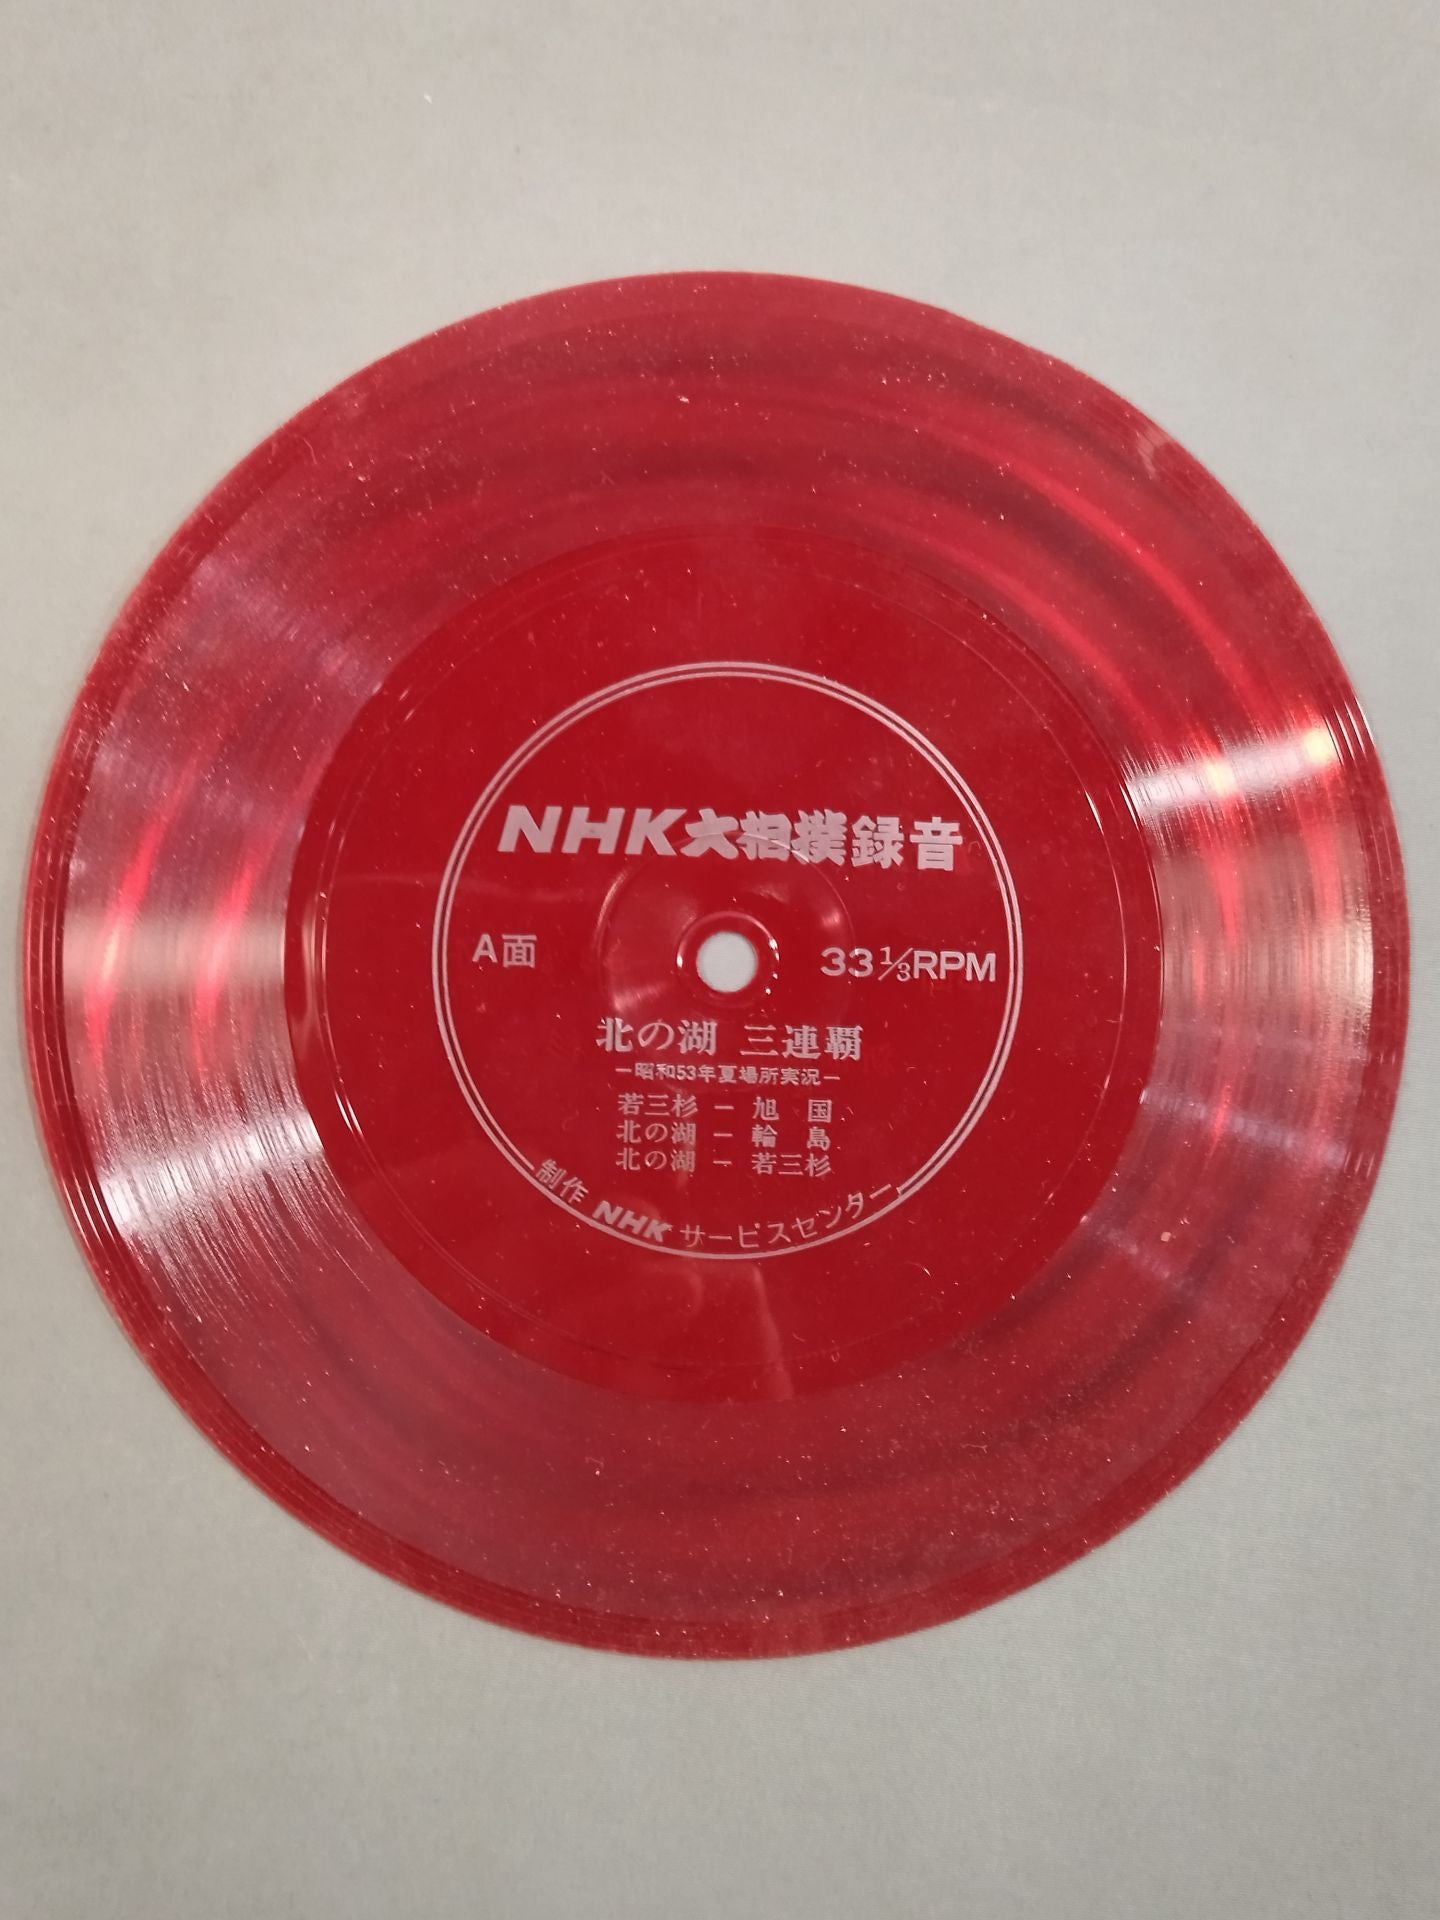 NHK大相撲録音
A面
33⅓RPM
北の湖 三連覇
ー昭和53年夏場所実況ー
若三杉 ー 旭 国
北の湖 ー 輪 島
北の湖 ー 若三杉
制作 NHK サービスセンター